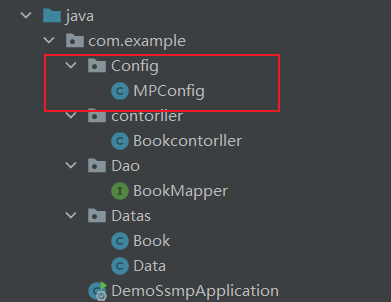 java
com.example
Config
C MPConfig
contorller
C Bookcontorller
Dao
I BookMapper
Datas
C Book
C Data
DemoSsmpApplication